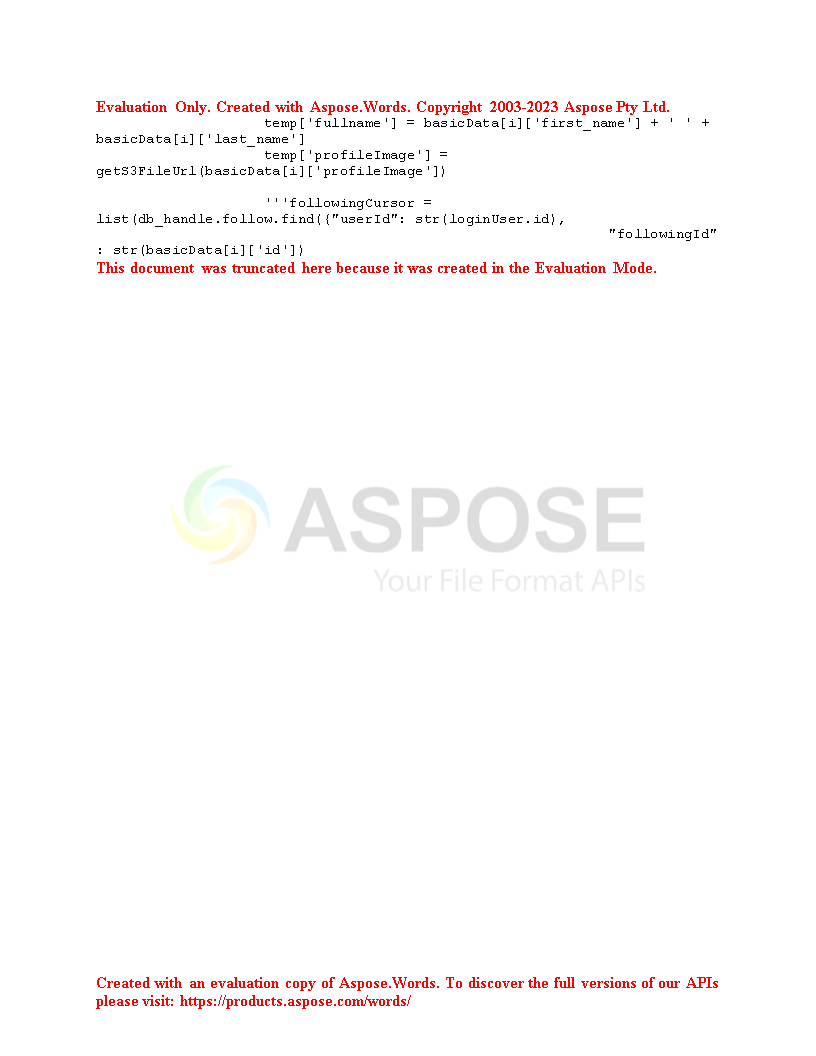 Evaluation Only. Created with Aspose.Words. Copyright 2003-2023 Aspose Pty Ltd.
temp['fullname'] = basicData[i]['first_name'] + ' ' +
basicData[i]['last_name']
temp['profileImage'] =
getS3FileUrl(basicData[i]['profileImage'])
'''followingCursor =
list(db_handle.follow.find({"userId": str(loginUser.id),
"followingId"
: str(basicData[i]['id'])
This document was truncated here because it was created in the Evaluation Mode.
ASPOSE
Your File Format APIs
Created with an evaluation copy of Aspose.Words. To discover the full versions of our APIs
please visit: https://products.aspose.com/words/